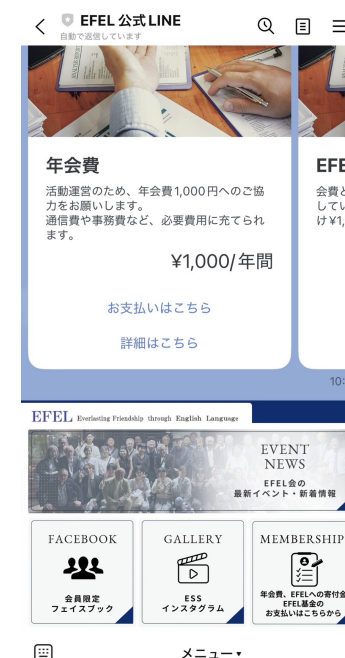 EFEL 公式LINE
自動で返信しています
年会費
活動運営のため、年会費1,000円へのご協
力をお願いします。
通信費や事務費など、必要費用に充てられ
ます。
¥1,000/年間
お支払いはこちら
詳細はこちら
EFE
会費と
してい
け¥1,
10:
EFEL Everlasting Friendship through English Language
EVENT
NEWS
EFEL会の
最新イベント・新着情報
FACEBOOK
会員限定
フェイスブック
GALLERY
ESS
インスタグラム
MEMBERSHIP
年会費、EFELへの寄付金
EFEL基金の
お支払いはこちらから
メニュー▾